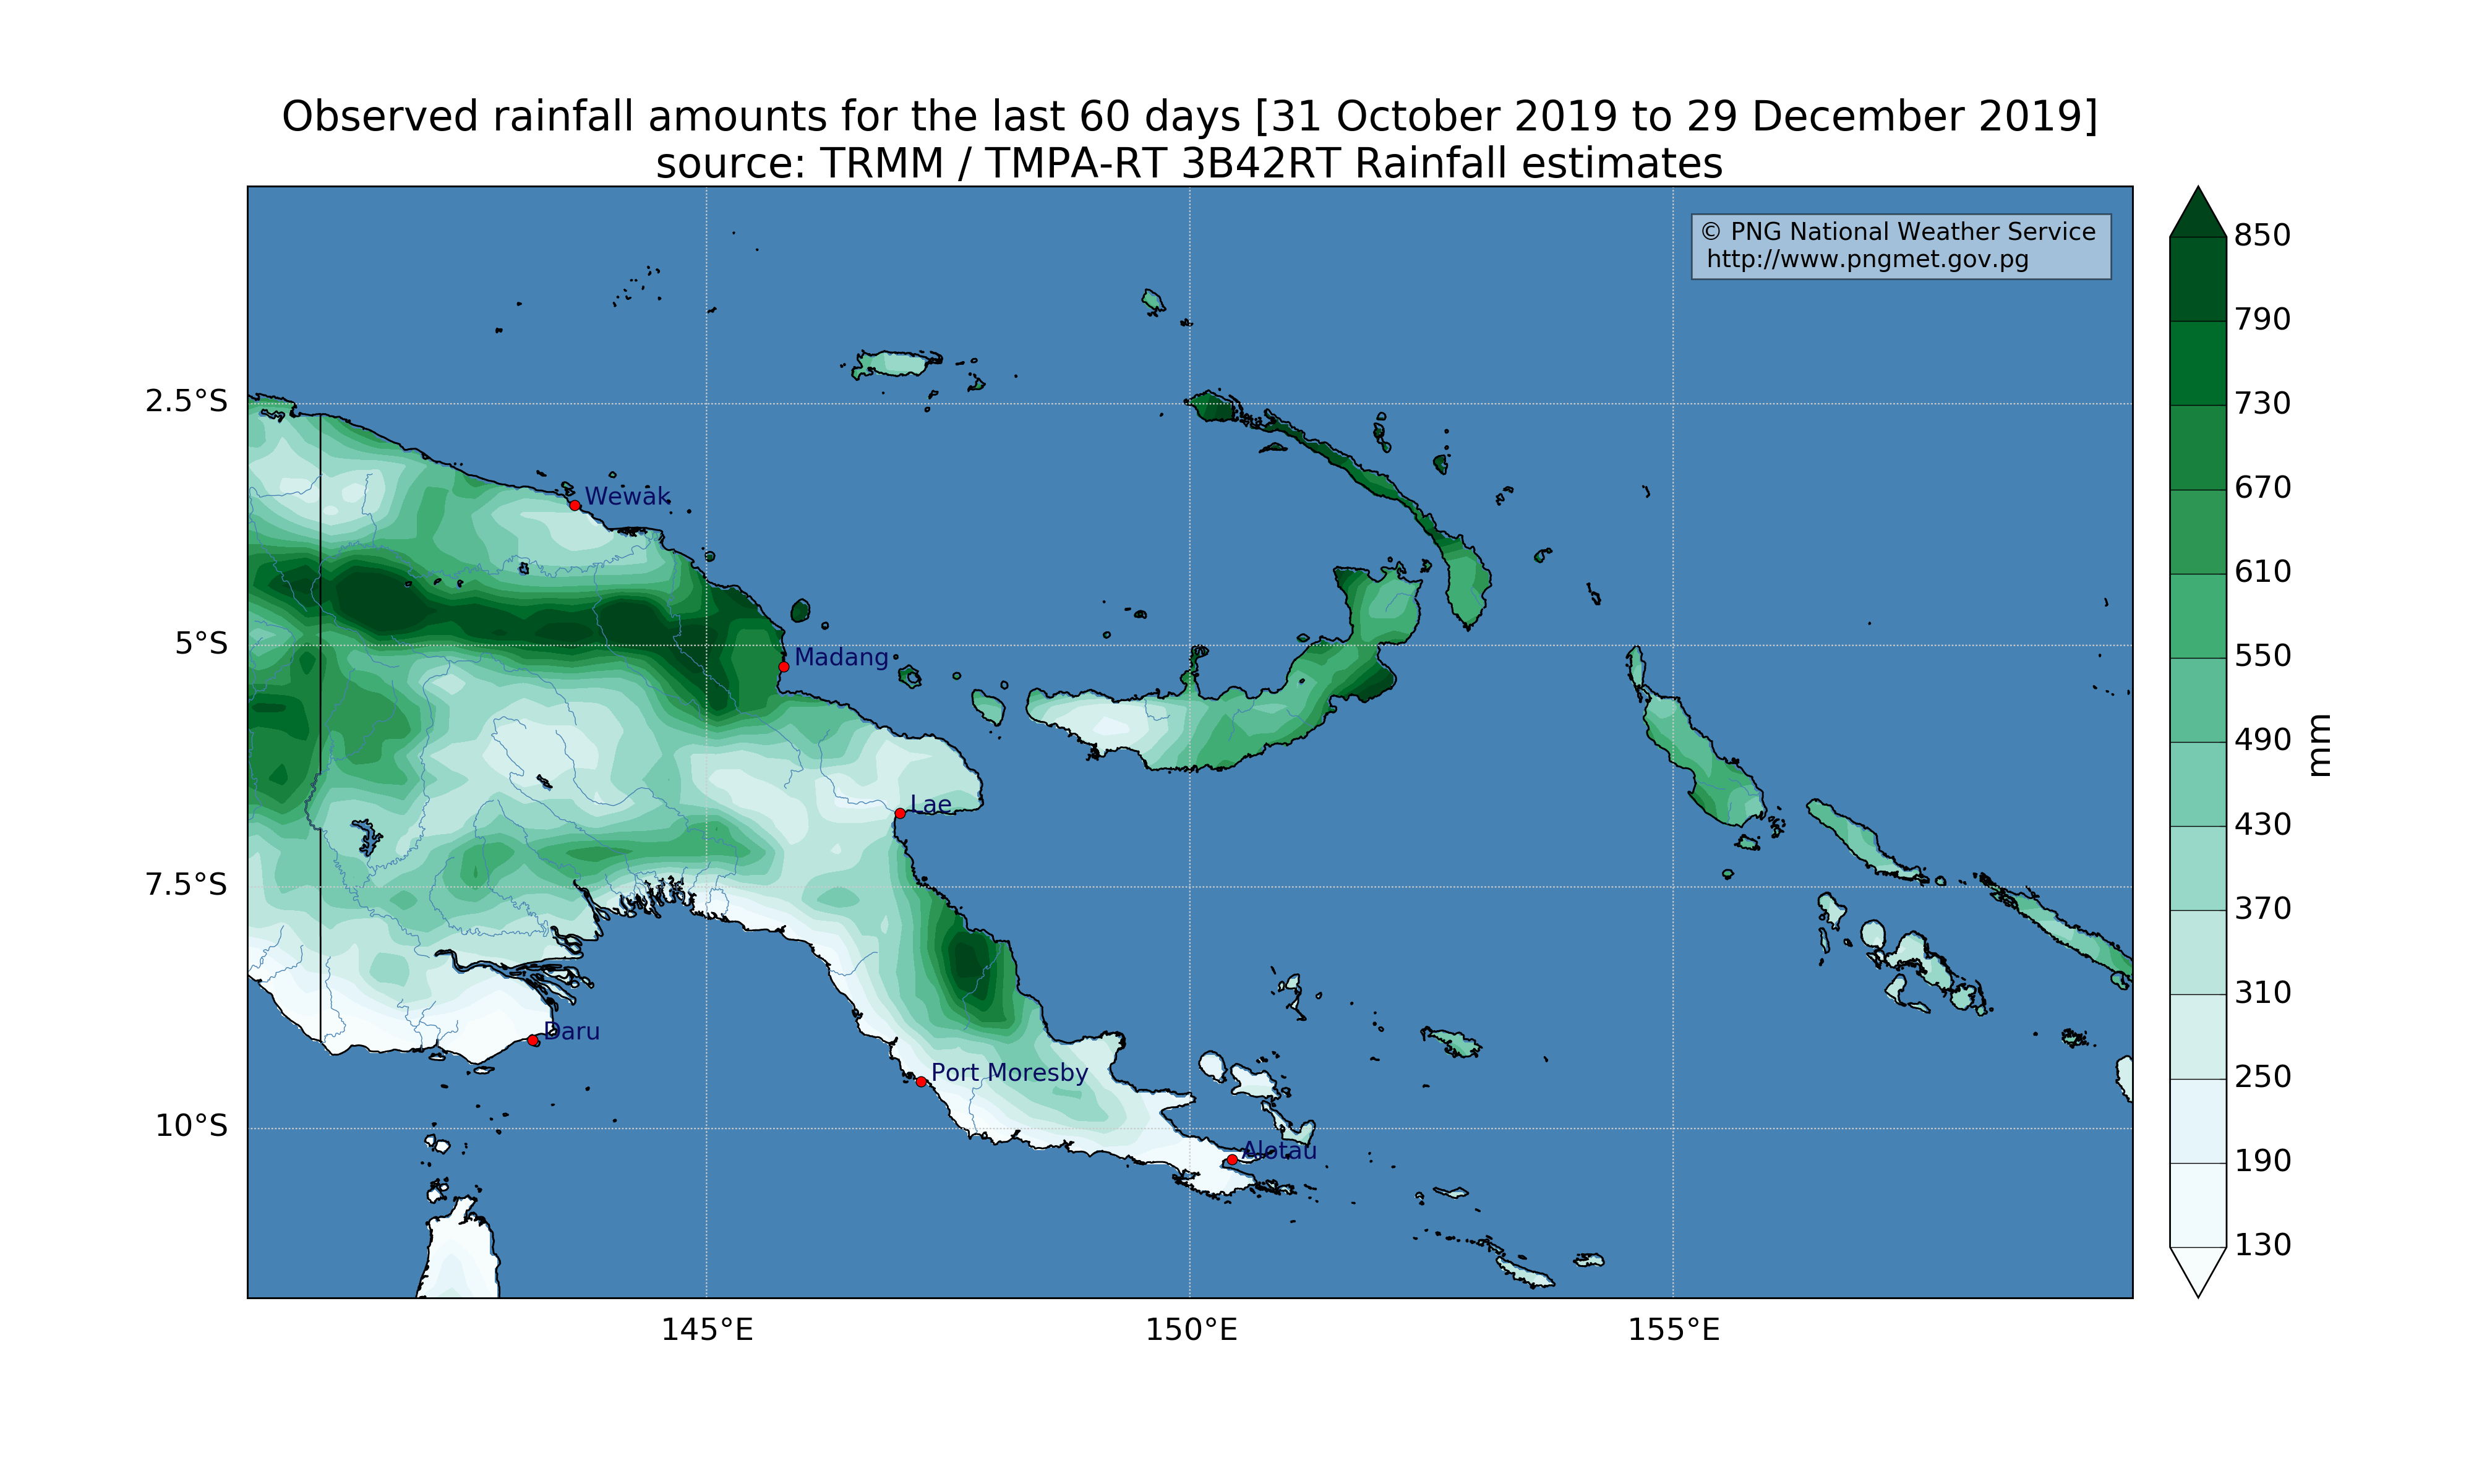 Observed rainfall amounts for the last 60 days [31 October 2019 to 29 December 2019]
source: TRMM / TMPA-RT 3B42RT Rainfall estimates
© PNG National Weather Service
http://www.pngmet.gov.pg
2.5°S
5°S
7.5°S
10°S
Wewak
Madang
Lae
Daru
Port Moresby
Alotau
145°E
150°E
155°E
850
790
730
670
610
550
490
430
370
310
250
190
130
mm